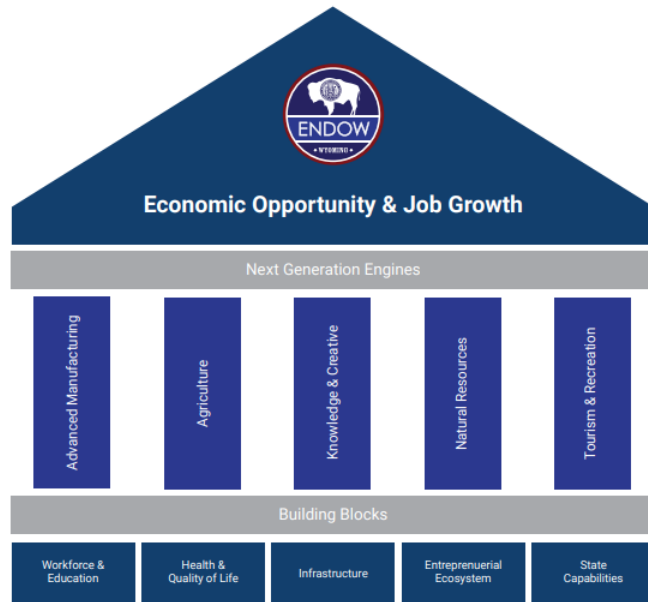 ENDOW
• WYOMING •
Economic Opportunity & Job Growth
Next Generation Engines
Advanced Manufacturing
Agriculture
Knowledge & Creative
Natural Resources
Tourism & Recreation
Building Blocks
Workforce &
Education
Health &
Quality of Life
Infrastructure
Entreprenuerial
Ecosystem
State
Capabilities